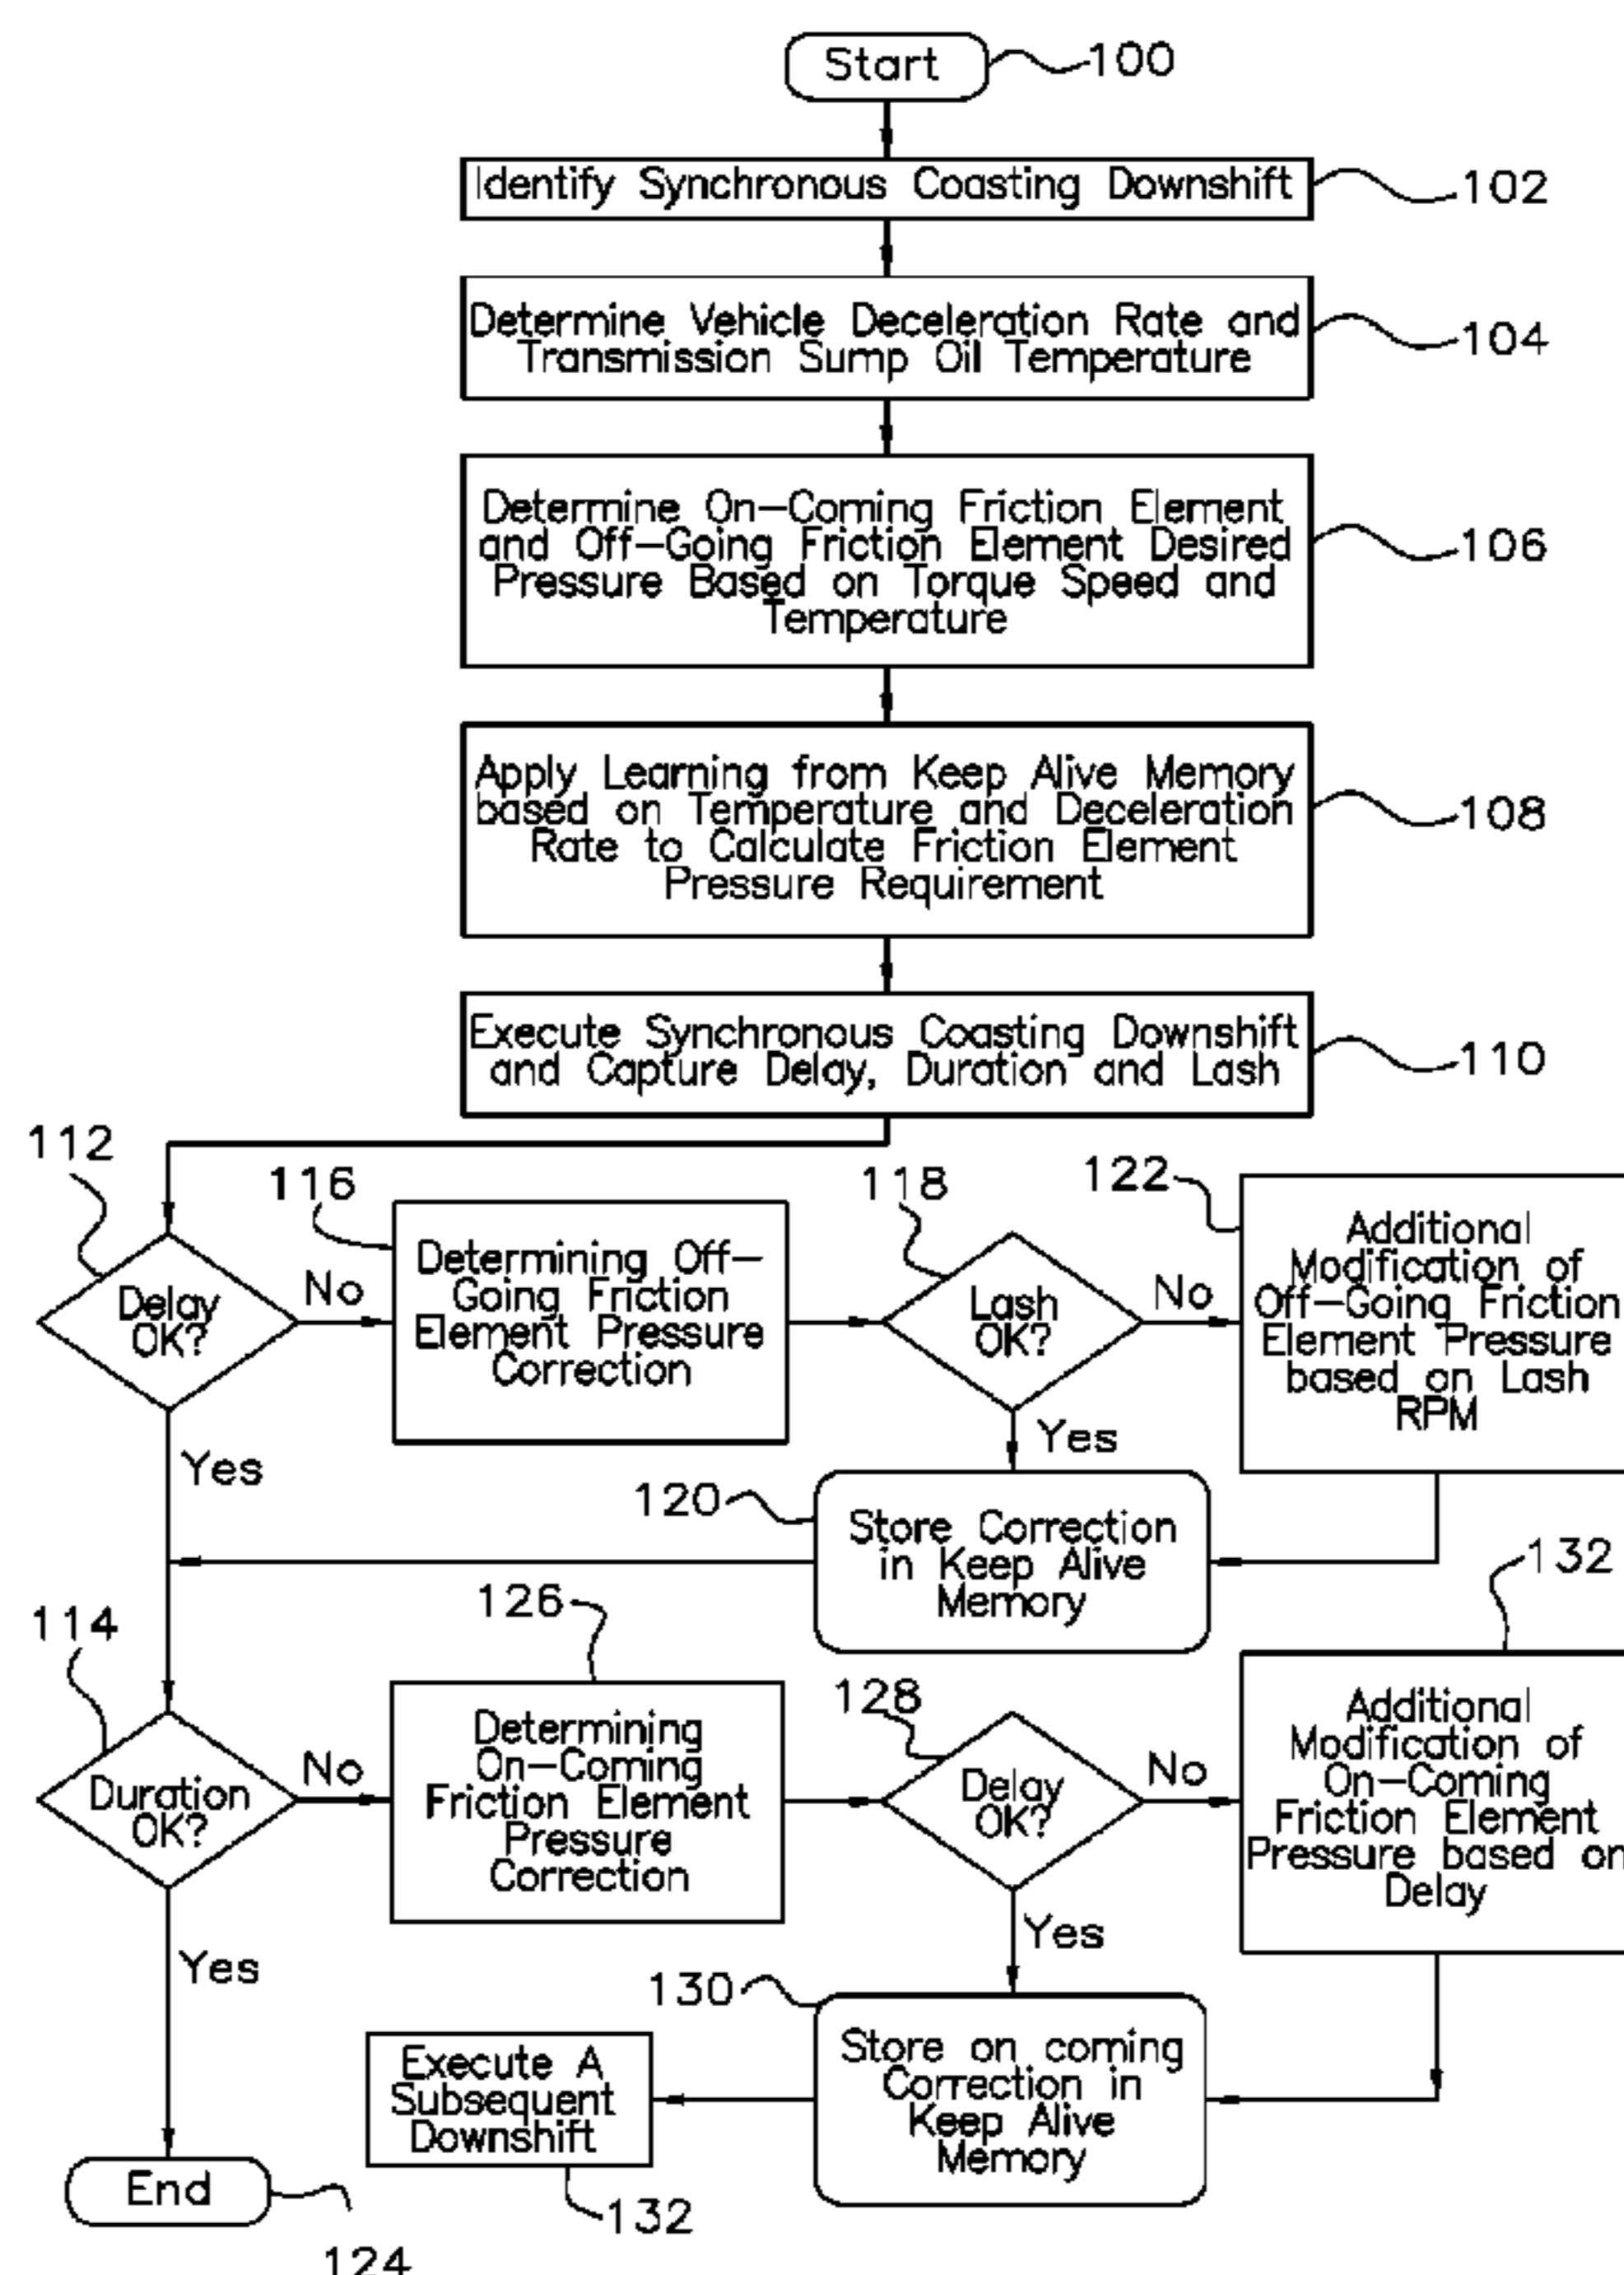 Start
100
Identify Synchronous Coasting Downshift
102
Determine Vehicle Deceleration Rate and
Transmission Sump Oil Temperature
104
Determine On-Coming Friction Element
and Off-Going Friction Element Desired
Pressure Based on Torque Speed and
Temperature
106
Apply Learning from Keep Alive Memory
based on Temperature and Deceleration
Rate to Calculate Friction Element
Pressure Requirement
108
Execute Synchronous Coasting Downshift
and Capture Delay, Duration and Lash
110
112
Delay
OK?
No
Yes
116
Determining Off-
Going Friction
Element Pressure
Correction
118
Lash
OK?
No
Yes
122
Additional
Modification of
Off-Going Friction
Element Pressure
based on Lash
RPM
120
Store Correction
in Keep Alive
Memory
114
Duration
OK?
No
Yes
126
Determining
On-Coming
Friction Element
Pressure
Correction
128
Delay
OK?
No
Yes
132
Additional
Modification of
On-Coming
Friction Element
Pressure based on
Delay
130
Store on coming
Correction in
Keep Alive
Memory
Execute A
Subsequent
Downshift
132
End
124